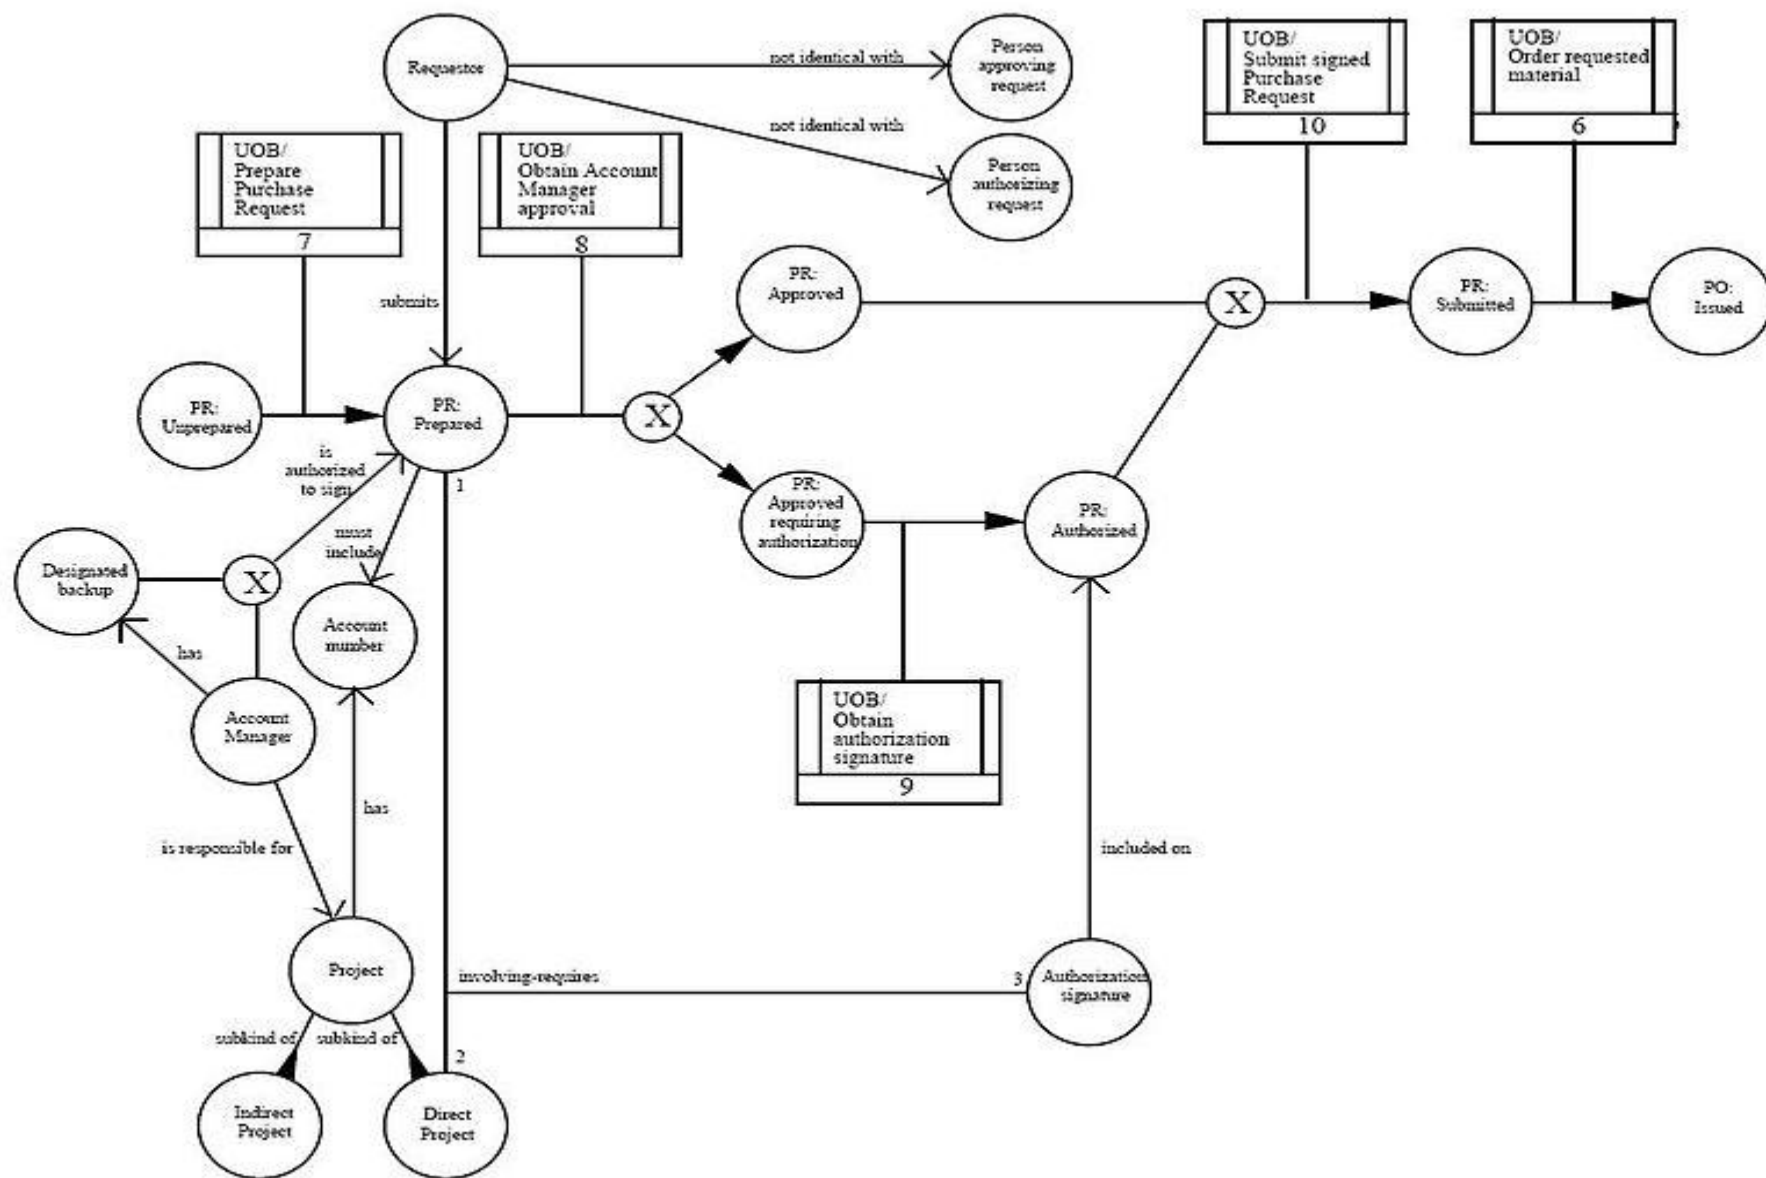 Requestor
not identical with
Person
approving
request
not identical with
Person
authorizing
request
UOB/
Submit signed
Purchase
Request
10
UOB/
Order requested
material
6
UOB/
Prepare
Purchase
Request
7
UOB/
Obtain Account
Manager
approval
8
submits
PR:
Approved
X
PR:
Submitted
PO:
Issued
PR:
Unprepared
PR:
Prepared
X
is
authorized
to sign
1
must
include
PR:
Approved
requiring
authorization
PR:
Authorized
Designated
backup
X
Account
number
has
Account
Manager
UOB/
Obtain
authorization
signature
9
has
is responsible for
included on
Project
involving-requires
3
Authorization
signature
subkind of
subkind of
2
Indirect
Project
Direct
Project